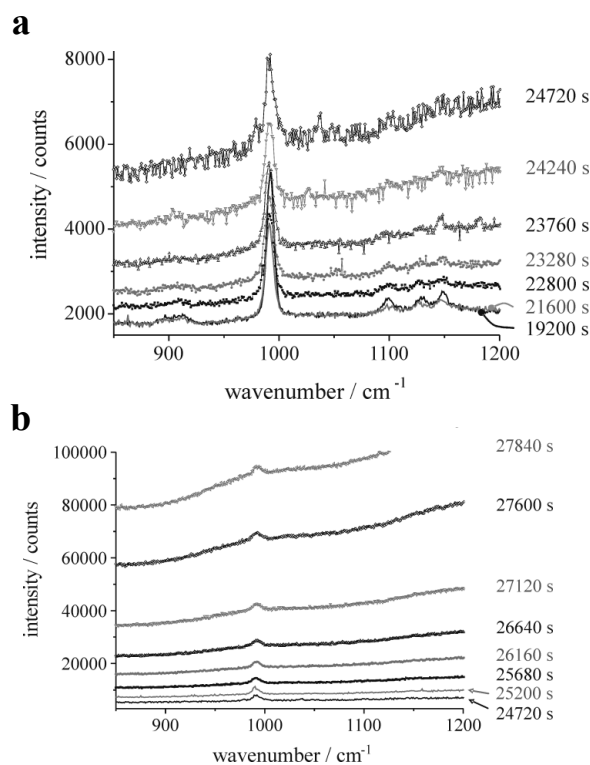 a
8000
6000
4000
2000
intensity / counts
900 1000 1100 1200
wavenumber / cm -1
24720 s
24240 s
23760 s
23280 s
22800 s
21600 s
19200 s
b
100000
80000
60000
40000
20000
intensity / counts
900 1000 1100 1200
wavenumber / cm-1
27840 s
27600 s
27120 s
26640 s
26160 s
25680 s
25200 s
24720 s